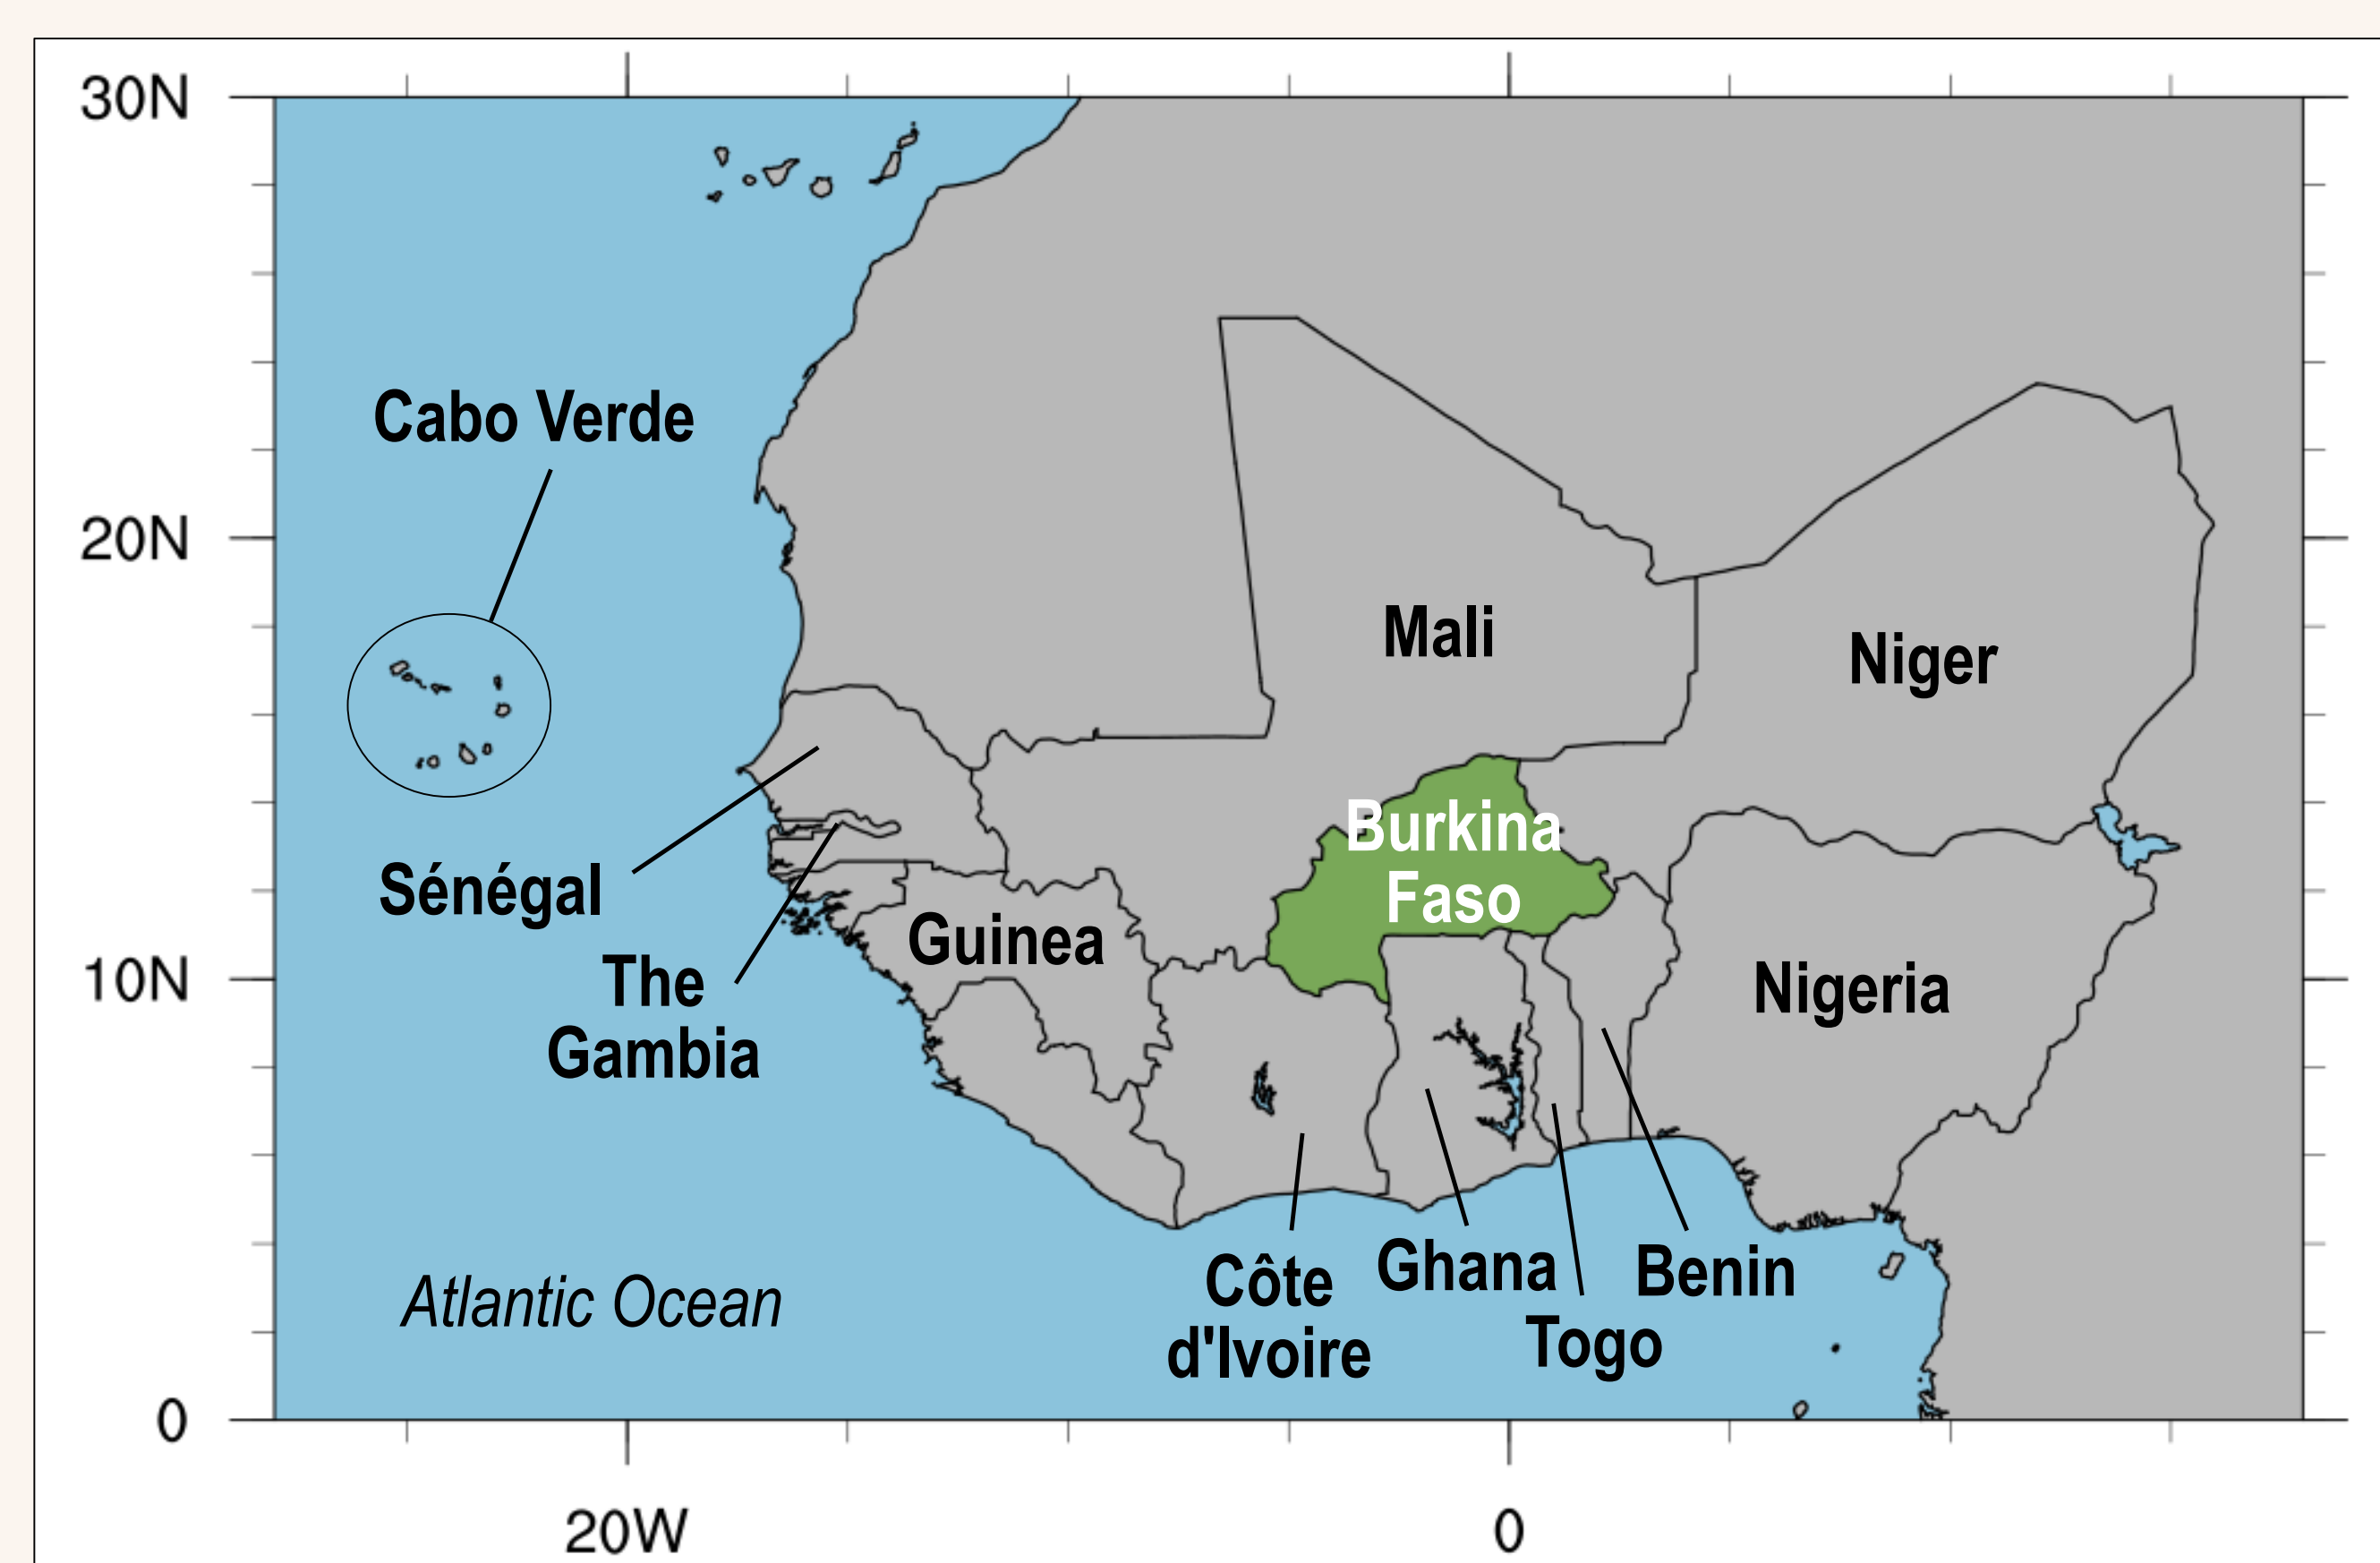 30N
Cabo Verde
20N
Mali
Niger
Burkina
Faso
Sénégal
Guinea
The
Gambia
10N
Nigeria
Côte
d'Ivoire
Ghana
Benin
Togo
Atlantic Ocean
0
20W
0